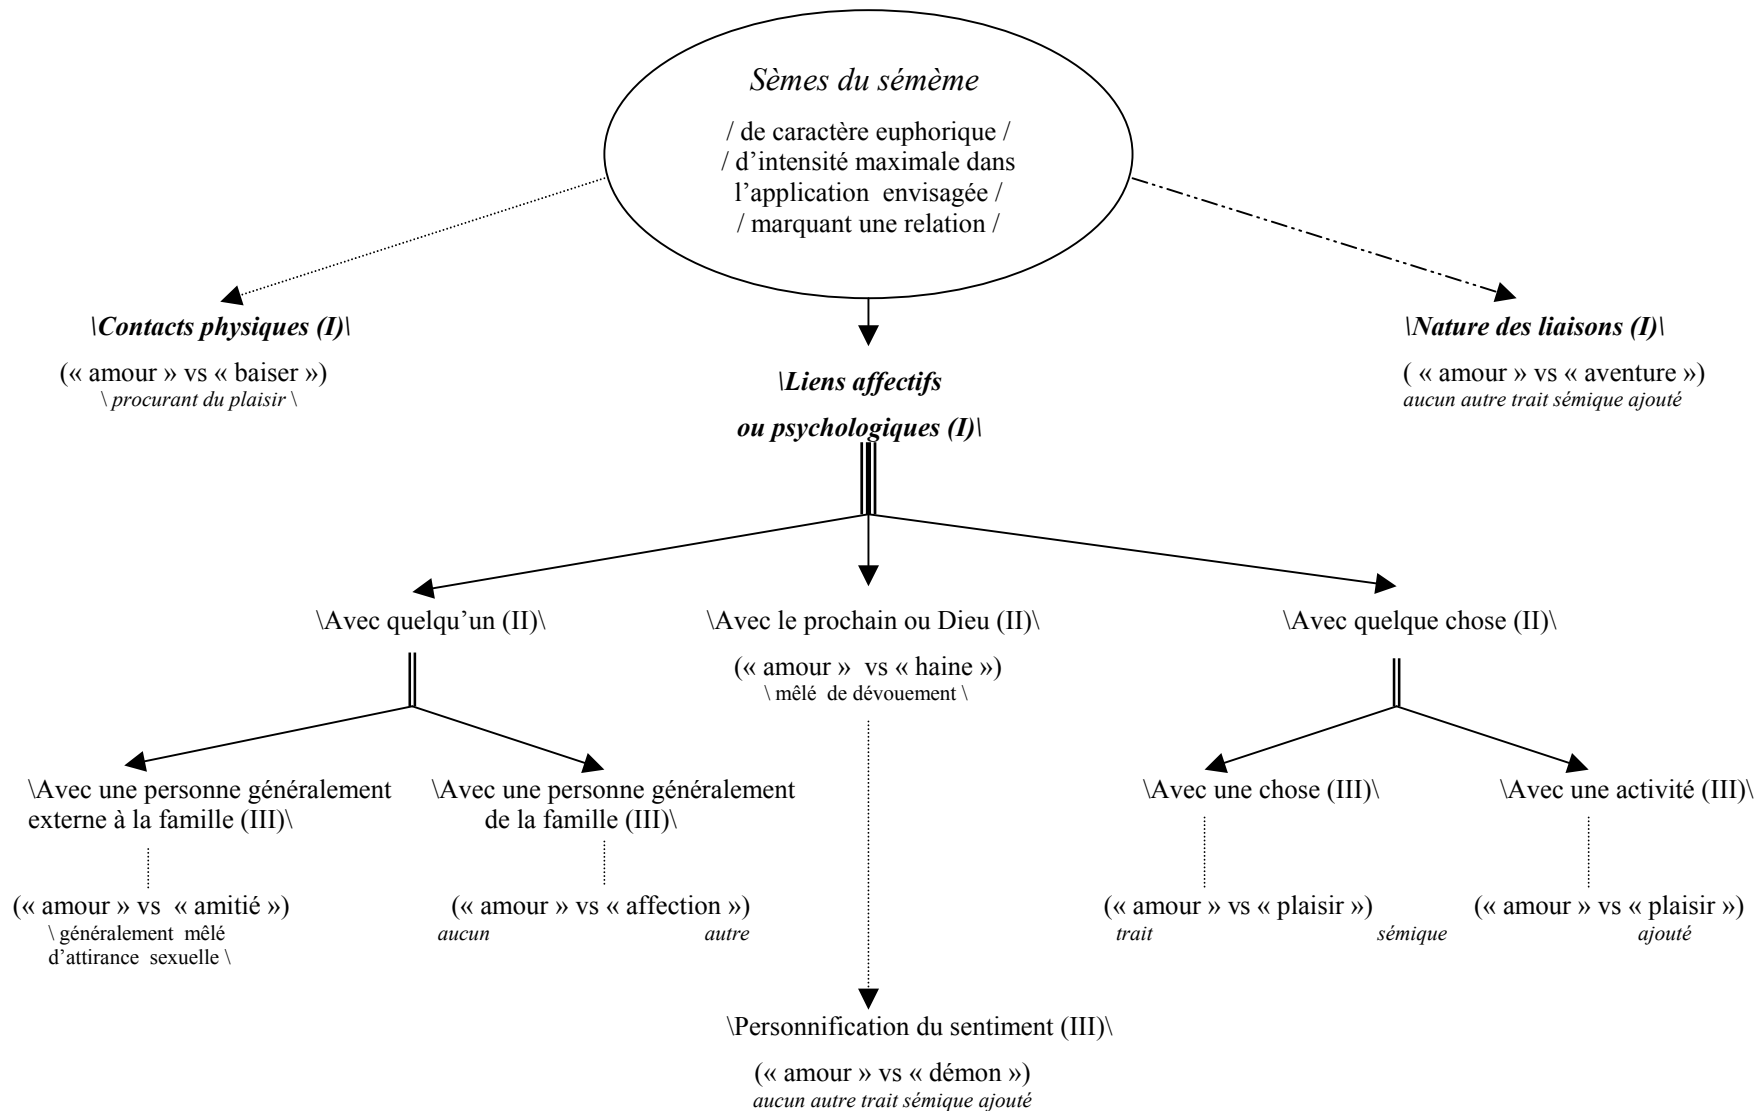 Sèmes du sémème
/ de caractère euphorique /
/ d’intensité maximale dans
l’application envisagée /
/ marquant une relation /
\Contacts physiques (I)\
(« amour » vs « baiser »)
\ procurant du plaisir \
\Liens affectifs
ou psychologiques (I)\
\Nature des liaisons (I)\
( « amour » vs « aventure »)
aucun autre trait sémique ajouté
\Avec quelqu’un (II)\
\Avec le prochain ou Dieu (II)\
(« amour » vs « haine »)
\ mêlé de dévouement \
\Avec quelque chose (II)\
\Avec une personne généralement
externe à la famille (III)\
\Avec une personne généralement
de la famille (III)\
\Avec une chose (III)\
\Avec une activité (III)\
(« amour » vs « amitié »)
\ généralement mêlé
d’attirance sexuelle \
(« amour » vs « affection »)
(« amour » vs « plaisir »)
(« amour » vs « plaisir »)
aucun autre trait sémique ajouté
\Personnification du sentiment (III)\
(« amour » vs « démon »)
aucun autre trait sémique ajouté